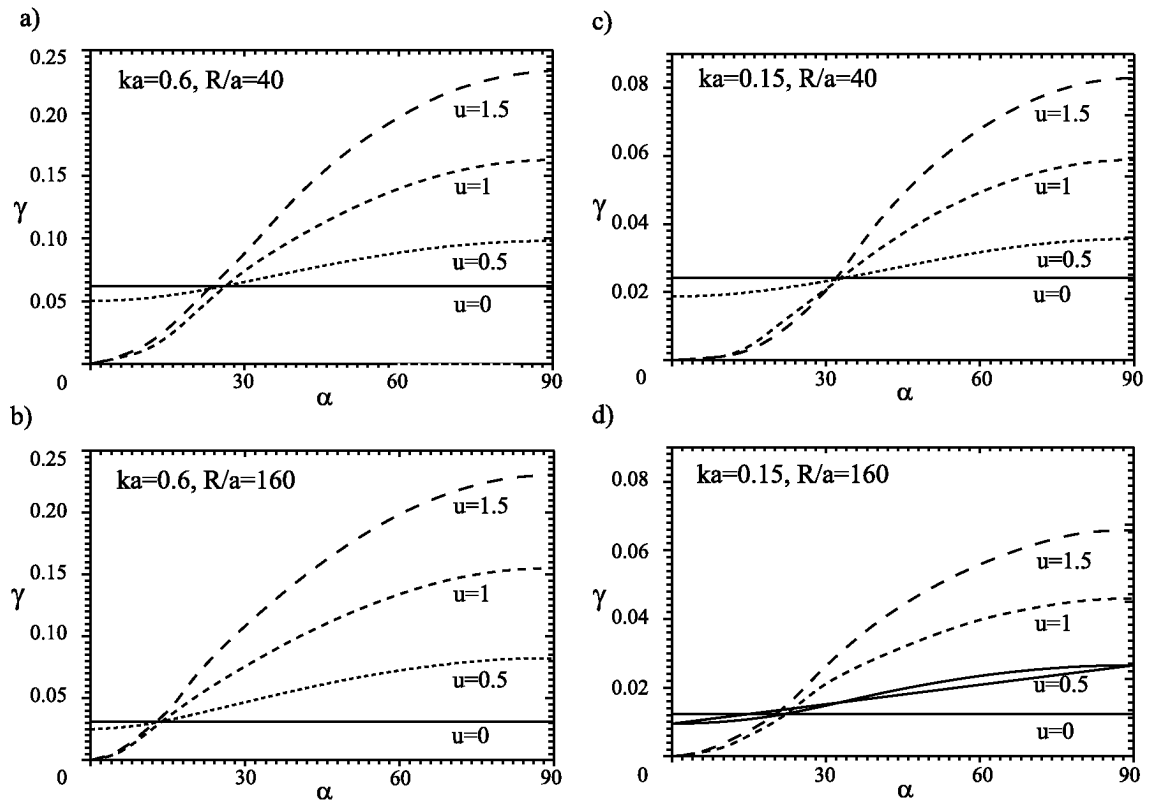 a)
ka=0.6, R/a=40
0.25
0.20
0.15
0.10
0.05
0
γ
u=1.5
u=1
u=0.5
u=0
30
60
90
α
c)
ka=0.15, R/a=40
0.08
0.06
0.04
0.02
0
γ
u=1.5
u=1
u=0.5
u=0
30
60
90
α
b)
ka=0.6, R/a=160
0.25
0.20
0.15
0.10
0.05
0
γ
u=1.5
u=1
u=0.5
u=0
30
60
90
α
d)
ka=0.15, R/a=160
0.08
0.06
0.04
0.02
0
γ
u=1.5
u=1
u=0.5
u=0
30
60
90
α